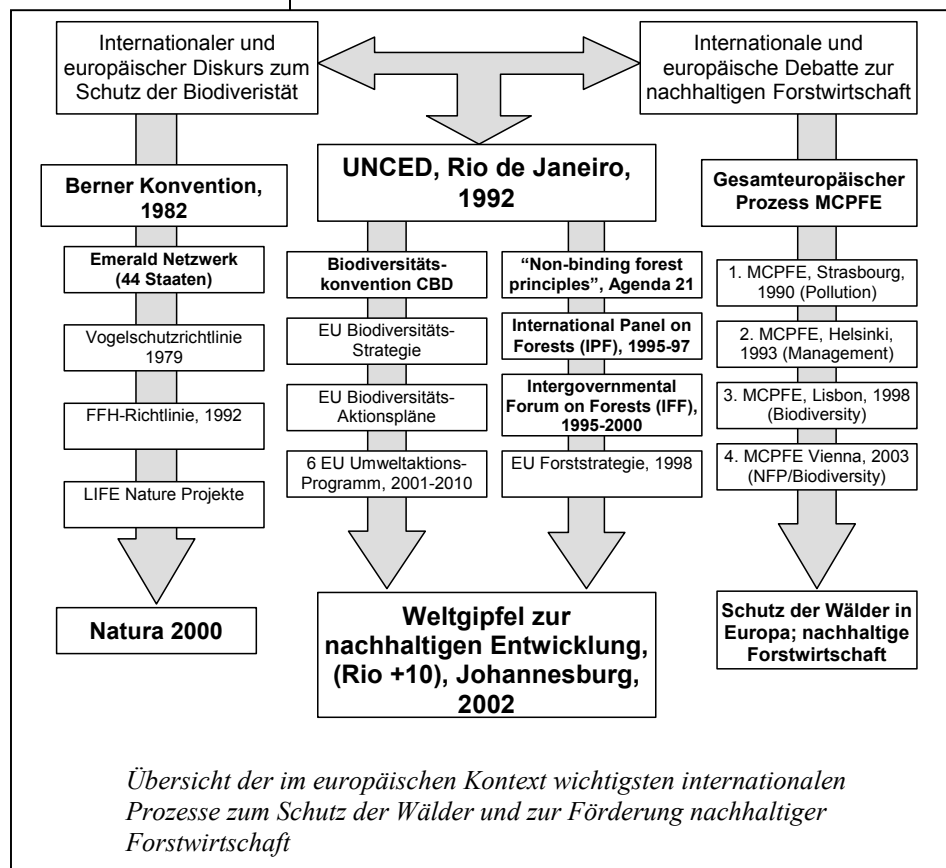 Internationaler und
europäischer Diskurs zum
Schutz der Biodiveristät
Internationale und
europäische Debatte zur
nachhaltigen Forstwirtschaft
Berner Konvention,
1982
Emerald Netzwerk
(44 Staaten)
Vogelschutzrichtlinie
1979
FFH-Richtlinie, 1992
LIFE Nature Projekte
Natura 2000
UNCED, Rio de Janeiro,
1992
Biodiversitäts-
konvention CBD
EU Biodiversitäts-
Strategie
EU Biodiversitäts-
Aktionspläne
6 EU Umweltaktions-
Programm, 2001-2010
“Non-binding forest
principles”, Agenda 21
International Panel on
Forests (IPF), 1995-97
Intergovernmental
Forum on Forests (IFF),
1995-2000
EU Forststrategie, 1998
Weltgipfel zur
nachhaltigen Entwicklung,
(Rio +10), Johannesburg,
2002
Gesamteuropäischer
Prozess MCPFE
1. MCPFE, Strasbourg,
1990 (Pollution)
2. MCPFE, Helsinki,
1993 (Management)
3. MCPFE, Lisbon, 1998
(Biodiversity)
4. MCPFE Vienna, 2003
(NFP/Biodiversity)
Schutz der Wälder in
Europa; nachhaltige
Forstwirtschaft
Übersicht der im europäischen Kontext wichtigsten internationalen
Prozesse zum Schutz der Wälder und zur Förderung nachhaltiger
Forstwirtschaft